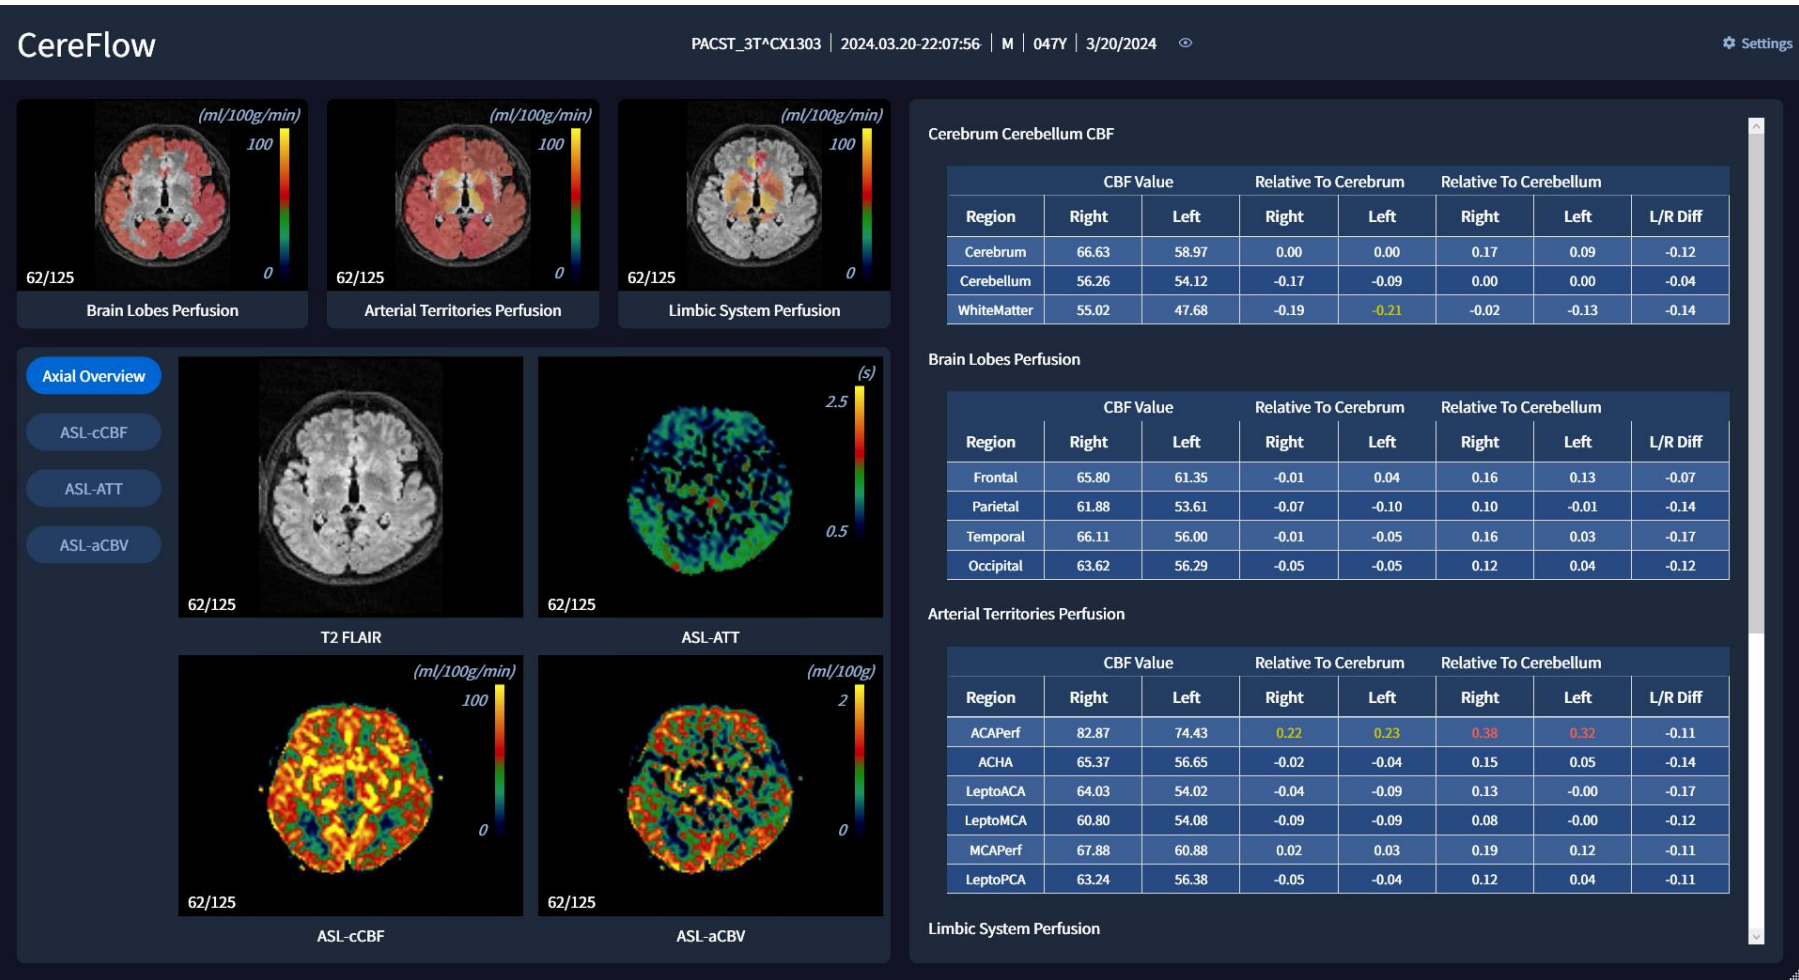 CereFlow
PACST_3T^CX1303 | 2024.03.20-22:07:56 | M | 047Y | 3/20/2024
Settings
(ml/100g/min)
100
0
62/125
Brain Lobes Perfusion
(ml/100g/min)
100
0
62/125
Arterial Territories Perfusion
(ml/100g/min)
100
0
62/125
Limbic System Perfusion
Axial Overview
ASL-cCBF
ASL-ATT
ASL-aCBV
62/125
T2 FLAIR
(s)
2.5
0.5
62/125
ASL-ATT
(ml/100g/min)
100
0
62/125
ASL-cCBF
(ml/100g)
2
0
62/125
ASL-aCBV
Cerebrum Cerebellum CBF
CBF Value Relative To Cerebrum Relative To Cerebellum
Region Right Left Right Left Right Left L/R Diff
Cerebrum 66.63 58.97 0.00 0.00 0.17 0.09 -0.12
Cerebellum 56.26 54.12 -0.17 -0.09 0.00 0.00 -0.04
WhiteMatter 55.02 47.68 -0.19 -0.21 -0.02 -0.13 -0.14
Brain Lobes Perfusion
CBF Value Relative To Cerebrum Relative To Cerebellum
Region Right Left Right Left Right Left L/R Diff
Frontal 65.80 61.35 -0.01 0.04 0.16 0.13 -0.07
Parietal 61.88 53.61 -0.07 -0.10 0.10 -0.01 -0.14
Temporal 66.11 56.00 -0.01 -0.05 0.16 0.03 -0.17
Occipital 63.62 56.29 -0.05 -0.05 0.12 0.04 -0.12
Arterial Territories Perfusion
CBF Value Relative To Cerebrum Relative To Cerebellum
Region Right Left Right Left Right Left L/R Diff
ACAPerf 82.87 74.43 0.22 0.23 0.38 0.32 -0.11
ACHA 65.37 56.65 -0.02 -0.04 0.15 0.05 -0.14
LeptoACA 64.03 54.02 -0.04 -0.09 0.13 -0.00 -0.17
LeptoMCA 60.80 54.08 -0.09 -0.09 0.08 -0.00 -0.12
MCAPerf 67.88 60.88 0.02 0.03 0.19 0.12 -0.11
LeptoPCA 63.24 56.38 -0.05 -0.04 0.12 0.04 -0.11
Limbic System Perfusion